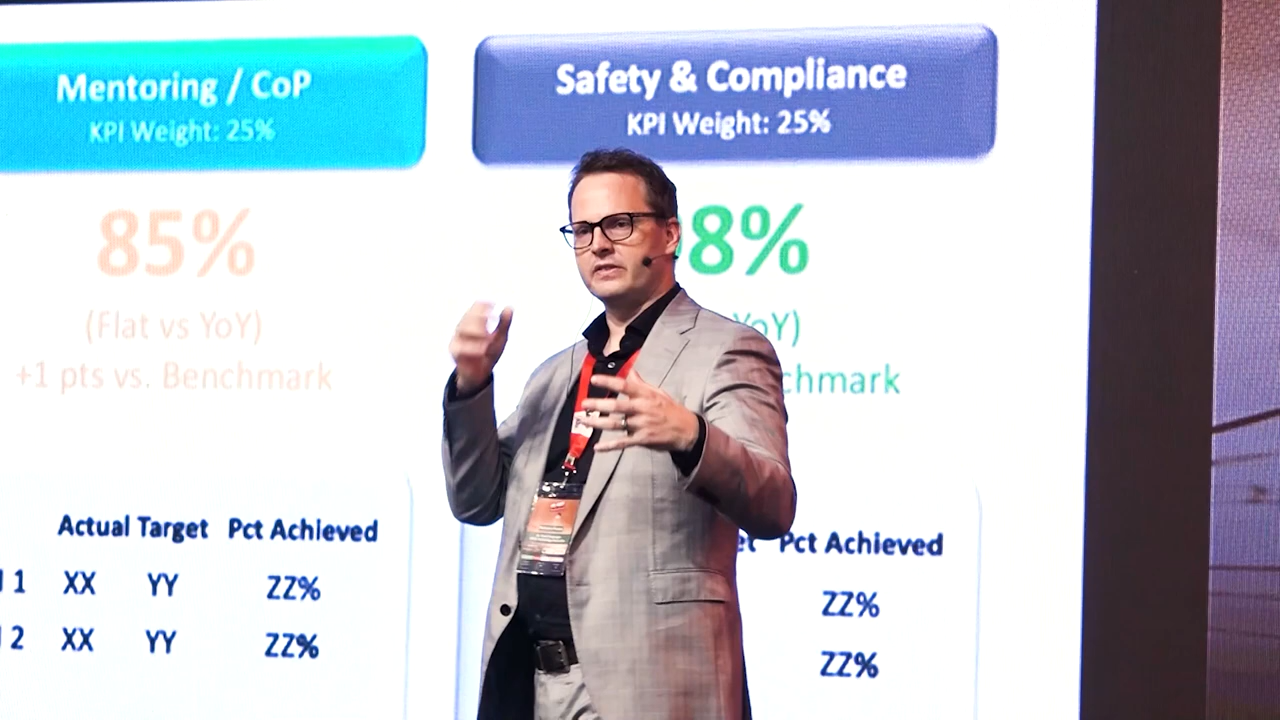 Mentoring / CoP
KPI Weight: 25%
85%
(Flat vs YoY)
+1 pts vs. Benchmark
Actual Target Pct Achieved
1 XX YY ZZ%
2 XX YY ZZ%
Safety & Compliance
KPI Weight: 25%
8%
YoY)
chmark
et Pct Achieved
ZZ%
ZZ%